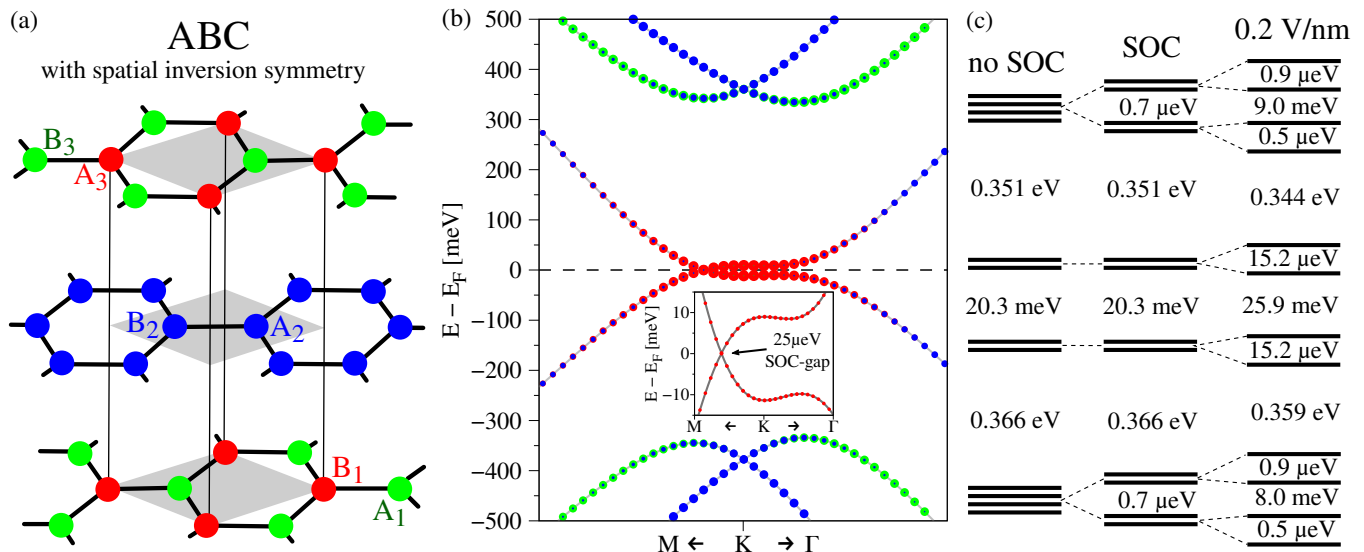 (a)
ABC
with spatial inversion symmetry
B3
A3
B2
A2
B1
A1
(b)
E − EF [meV]
500
400
300
200
100
0
−100
−200
−300
−400
−500
M ← K → Γ
E − EF [meV]
10
0
−10
25µeV
SOC-gap
M ← K → Γ
(c)
no SOC
0.351 eV
20.3 meV
0.366 eV
SOC
0.7 µeV
0.351 eV
20.3 meV
0.366 eV
0.7 µeV
0.2 V/nm
0.9 µeV
9.0 meV
0.5 µeV
0.344 eV
15.2 µeV
25.9 meV
15.2 µeV
0.359 eV
0.9 µeV
8.0 meV
0.5 µeV